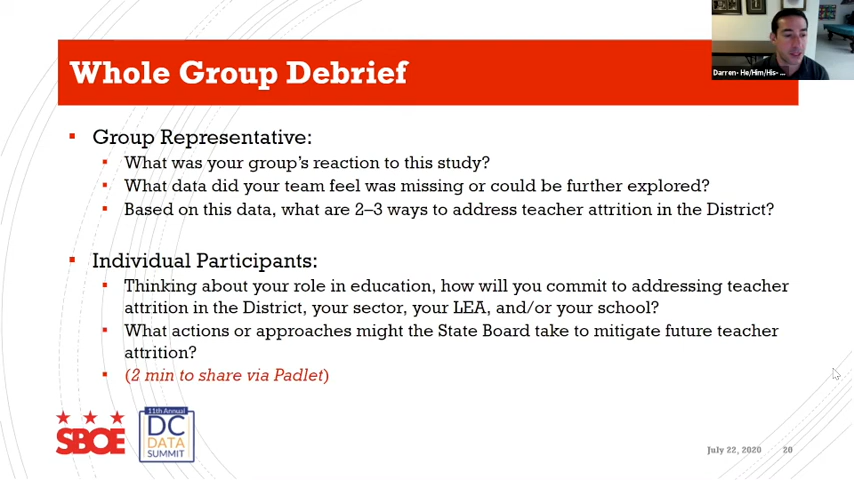 Whole Group Debrief
Darren- He/Him/His- ...
Group Representative:
What was your group's reaction to this study?
What data did your team feel was missing or could be further explored?
Based on this data, what are 2–3 ways to address teacher attrition in the District?
Individual Participants:
Thinking about your role in education, how will you commit to addressing teacher
attrition in the District, your sector, your LEA, and/or your school?
What actions or approaches might the State Board take to mitigate future teacher
attrition?
(2 min to share via Padlet)
SBOE
11th Annual
DC
DATA
SUMMIT
July 22, 2020 20